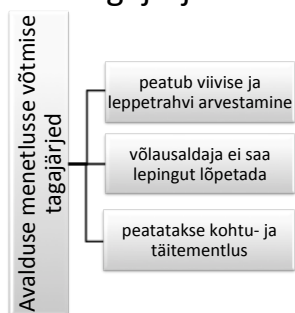 Avalduse menetlusse võtmise
tagajärjed
peatub viivise ja
leppetrahvi arvestamine
võlausaldaja ei saa
lepingut lõpetada
peatatakse kohtu- ja
täitementlus